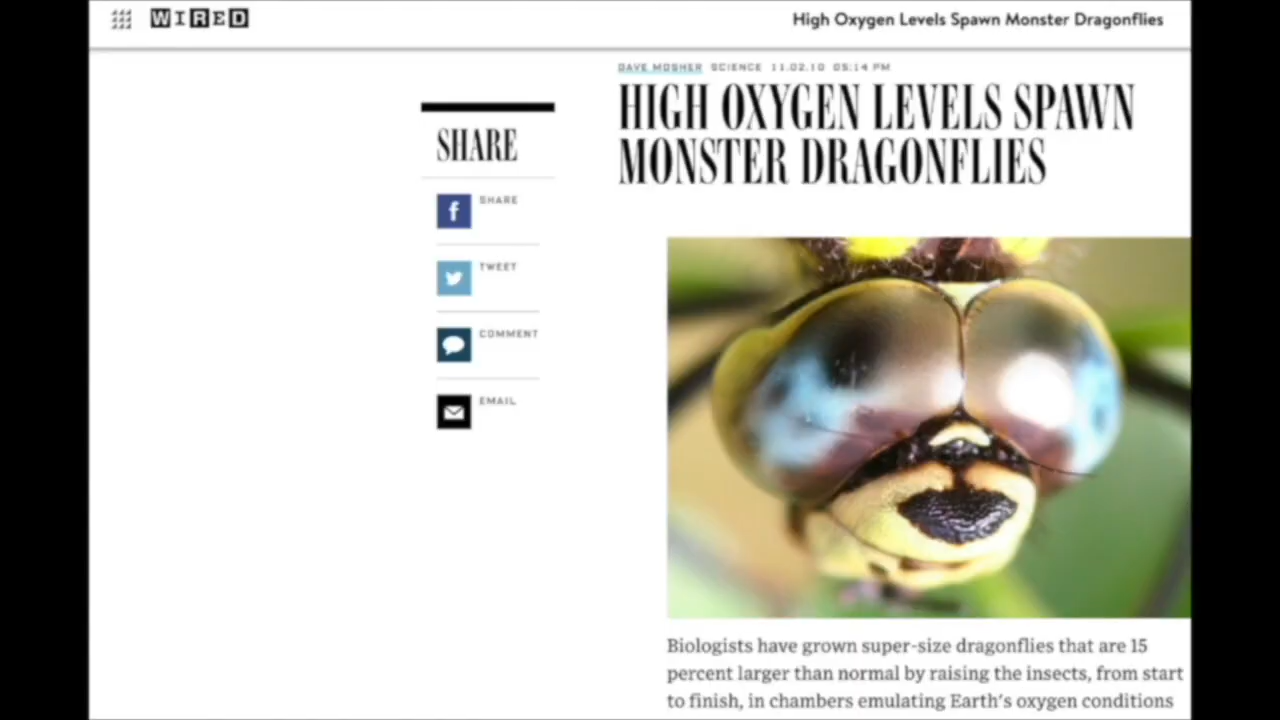 WIRED
High Oxygen Levels Spawn Monster Dragonflies
DAVE MOSHER SCIENCE 11.02.10 05:14 PM
HIGH OXYGEN LEVELS SPAWN
MONSTER DRAGONFLIES
SHARE
SHARE
TWEET
COMMENT
EMAIL
Biologists have grown super-size dragonflies that are 15
percent larger than normal by raising the insects, from start
to finish, in chambers emulating Earth's oxygen conditions